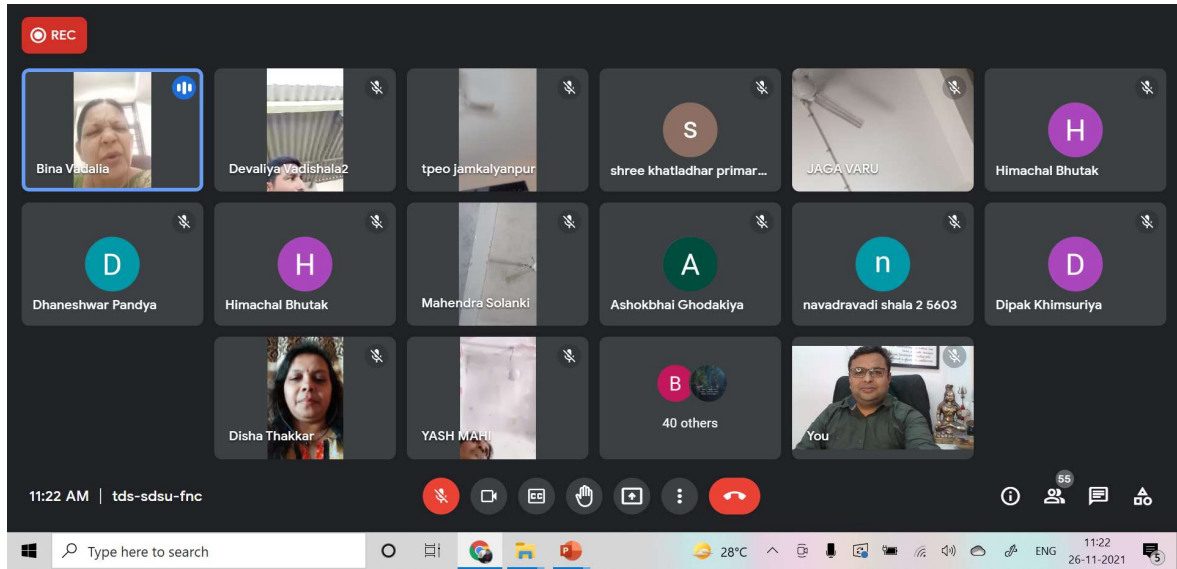 REC
Bina Vadalia
Devaliya Vadishala2
tpeo jamkalyanpur
S
shree khatladhar primar...
JAGA VARU
H
Himachal Bhutak
D
Dhaneshwar Pandya
H
Himachal Bhutak
Mahendra Solanki
A
Ashokbhai Ghodakiya
n
navadravadi shala 2 5603
D
Dipak Khimsuriya
Disha Thakkar
YASH MAHI
B
40 others
You
11:22 AM | tds-sdsu-fnc
CC
55
Type here to search
28°C
ENG
11:22
26-11-2021
5